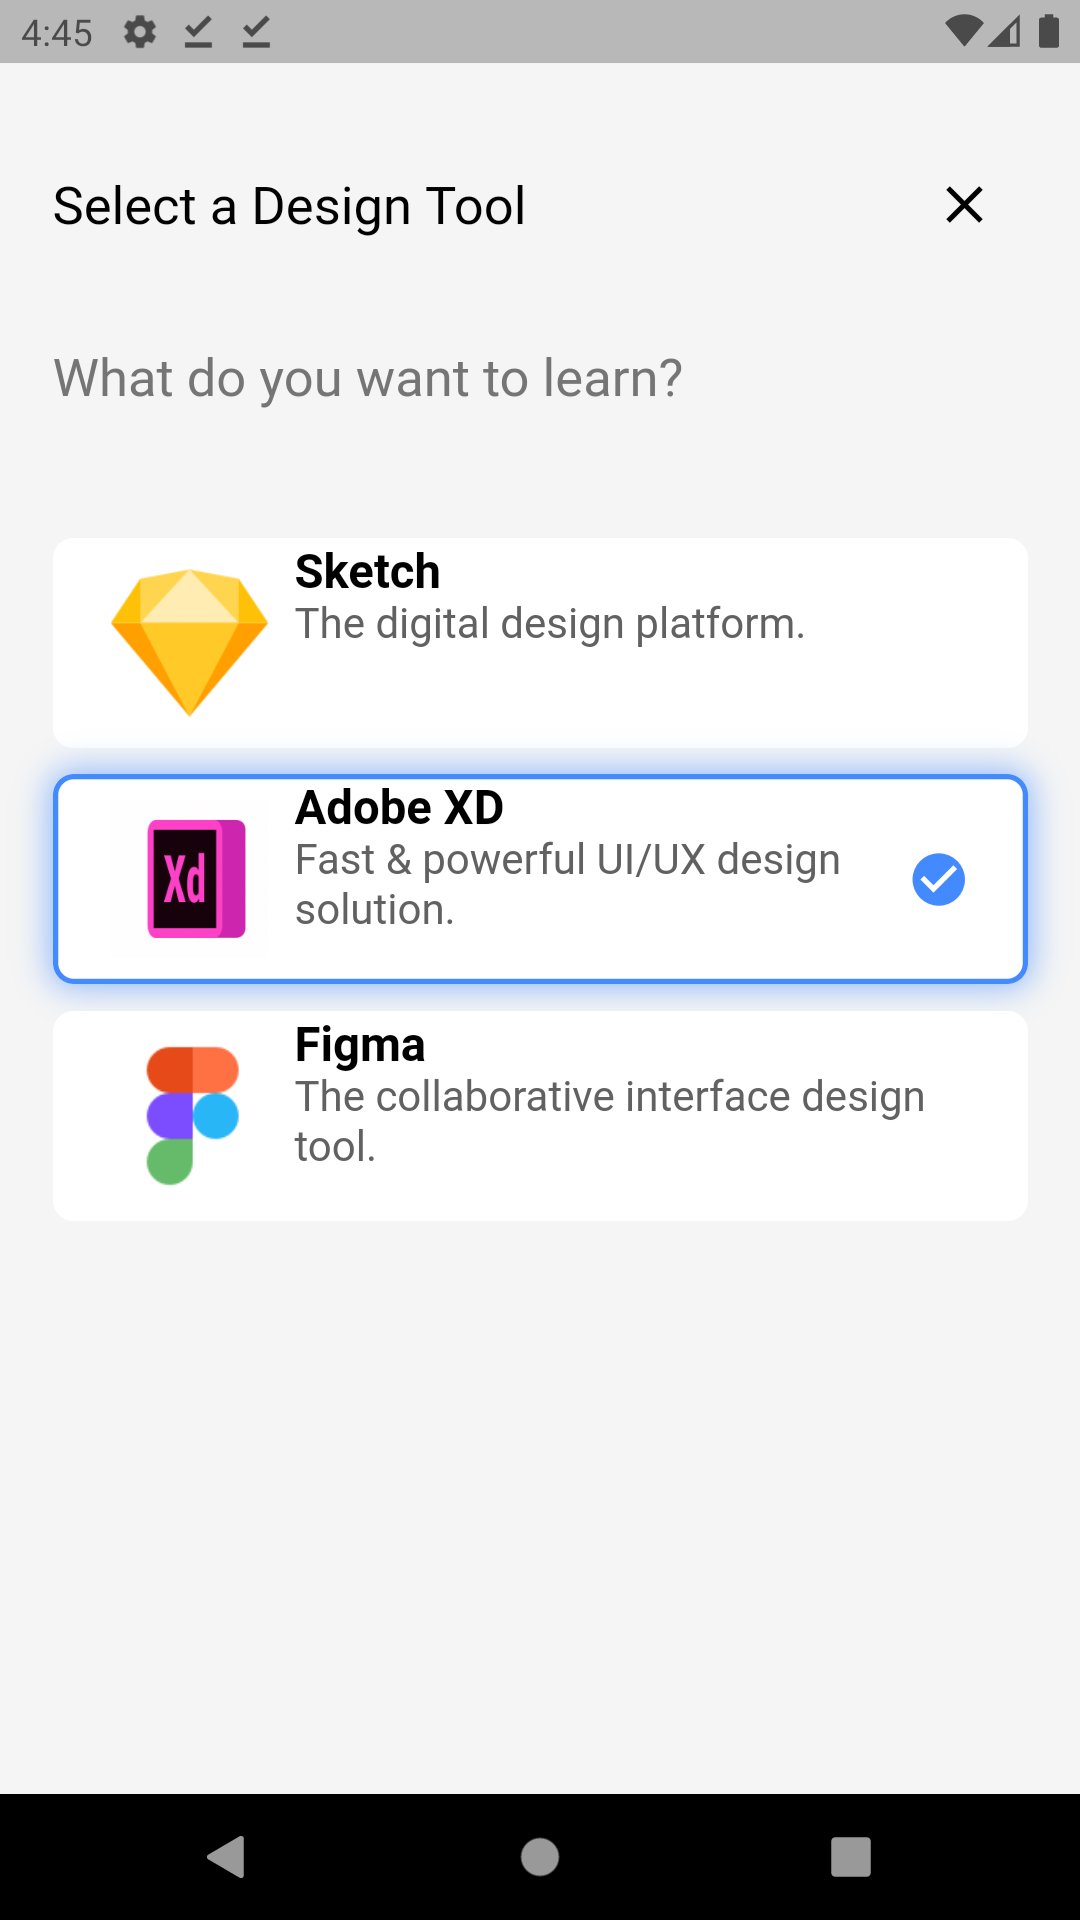 4:45
Select a Design Tool
What do you want to learn?
Sketch
The digital design platform.
Xd
Adobe XD
Fast & powerful UI/UX design
solution.
Figma
The collaborative interface design
tool.